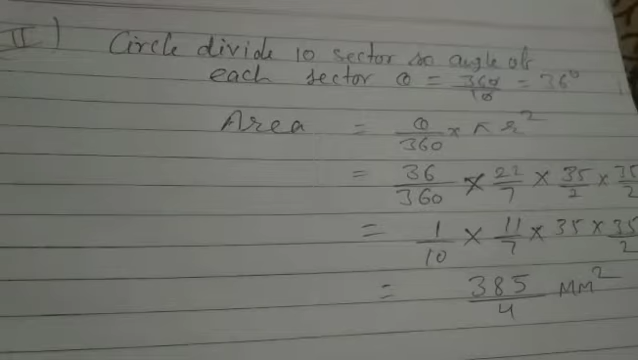 II)
Circle divide 10 sector so angle of
each sector θ = 360/10 = 36°
Area = θ/360 × π r²
= 36/360 × 22/7 × 35/2 × 35/2
= 1/10 × 11/7 × 35 × 35/2
= 385/4 MM²